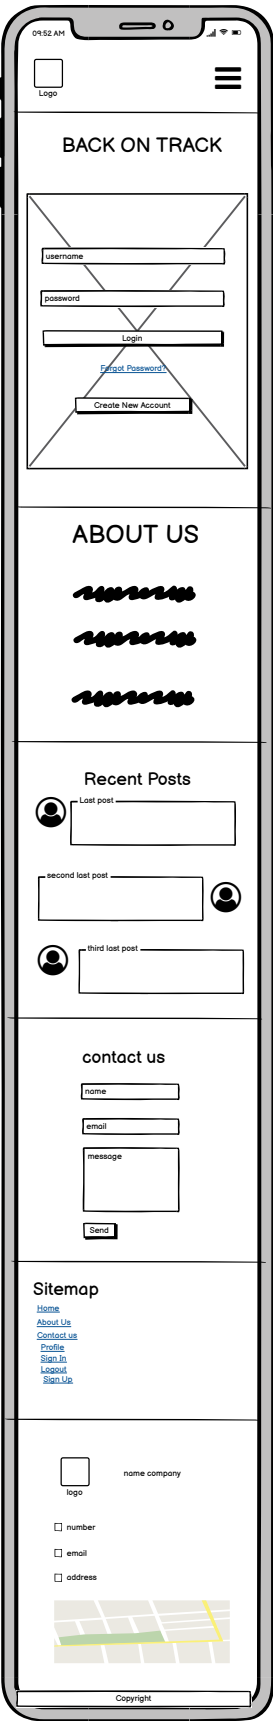 09:52 AM
Logo
BACK ON TRACK
username
password
Login
Forgot Password?
Create New Account
ABOUT US
Recent Posts
Last post
second last post
third last post
contact us
name
email
message
Send
Sitemap
Home
About Us
Contact us
Profile
Sign In
Logout
Sign Up
name company
logo
number
email
address
Copyright